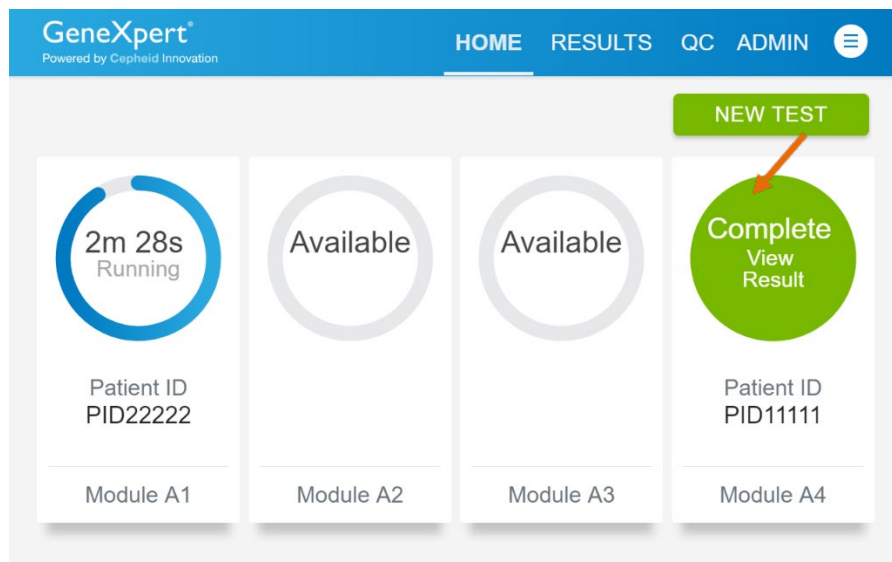 GeneXpert®
Powered by Cepheid Innovation
HOME RESULTS QC ADMIN
NEW TEST
2m 28s
Running
Patient ID
PID22222
Module A1
Available
Module A2
Available
Module A3
Complete
View
Result
Patient ID
PID11111
Module A4